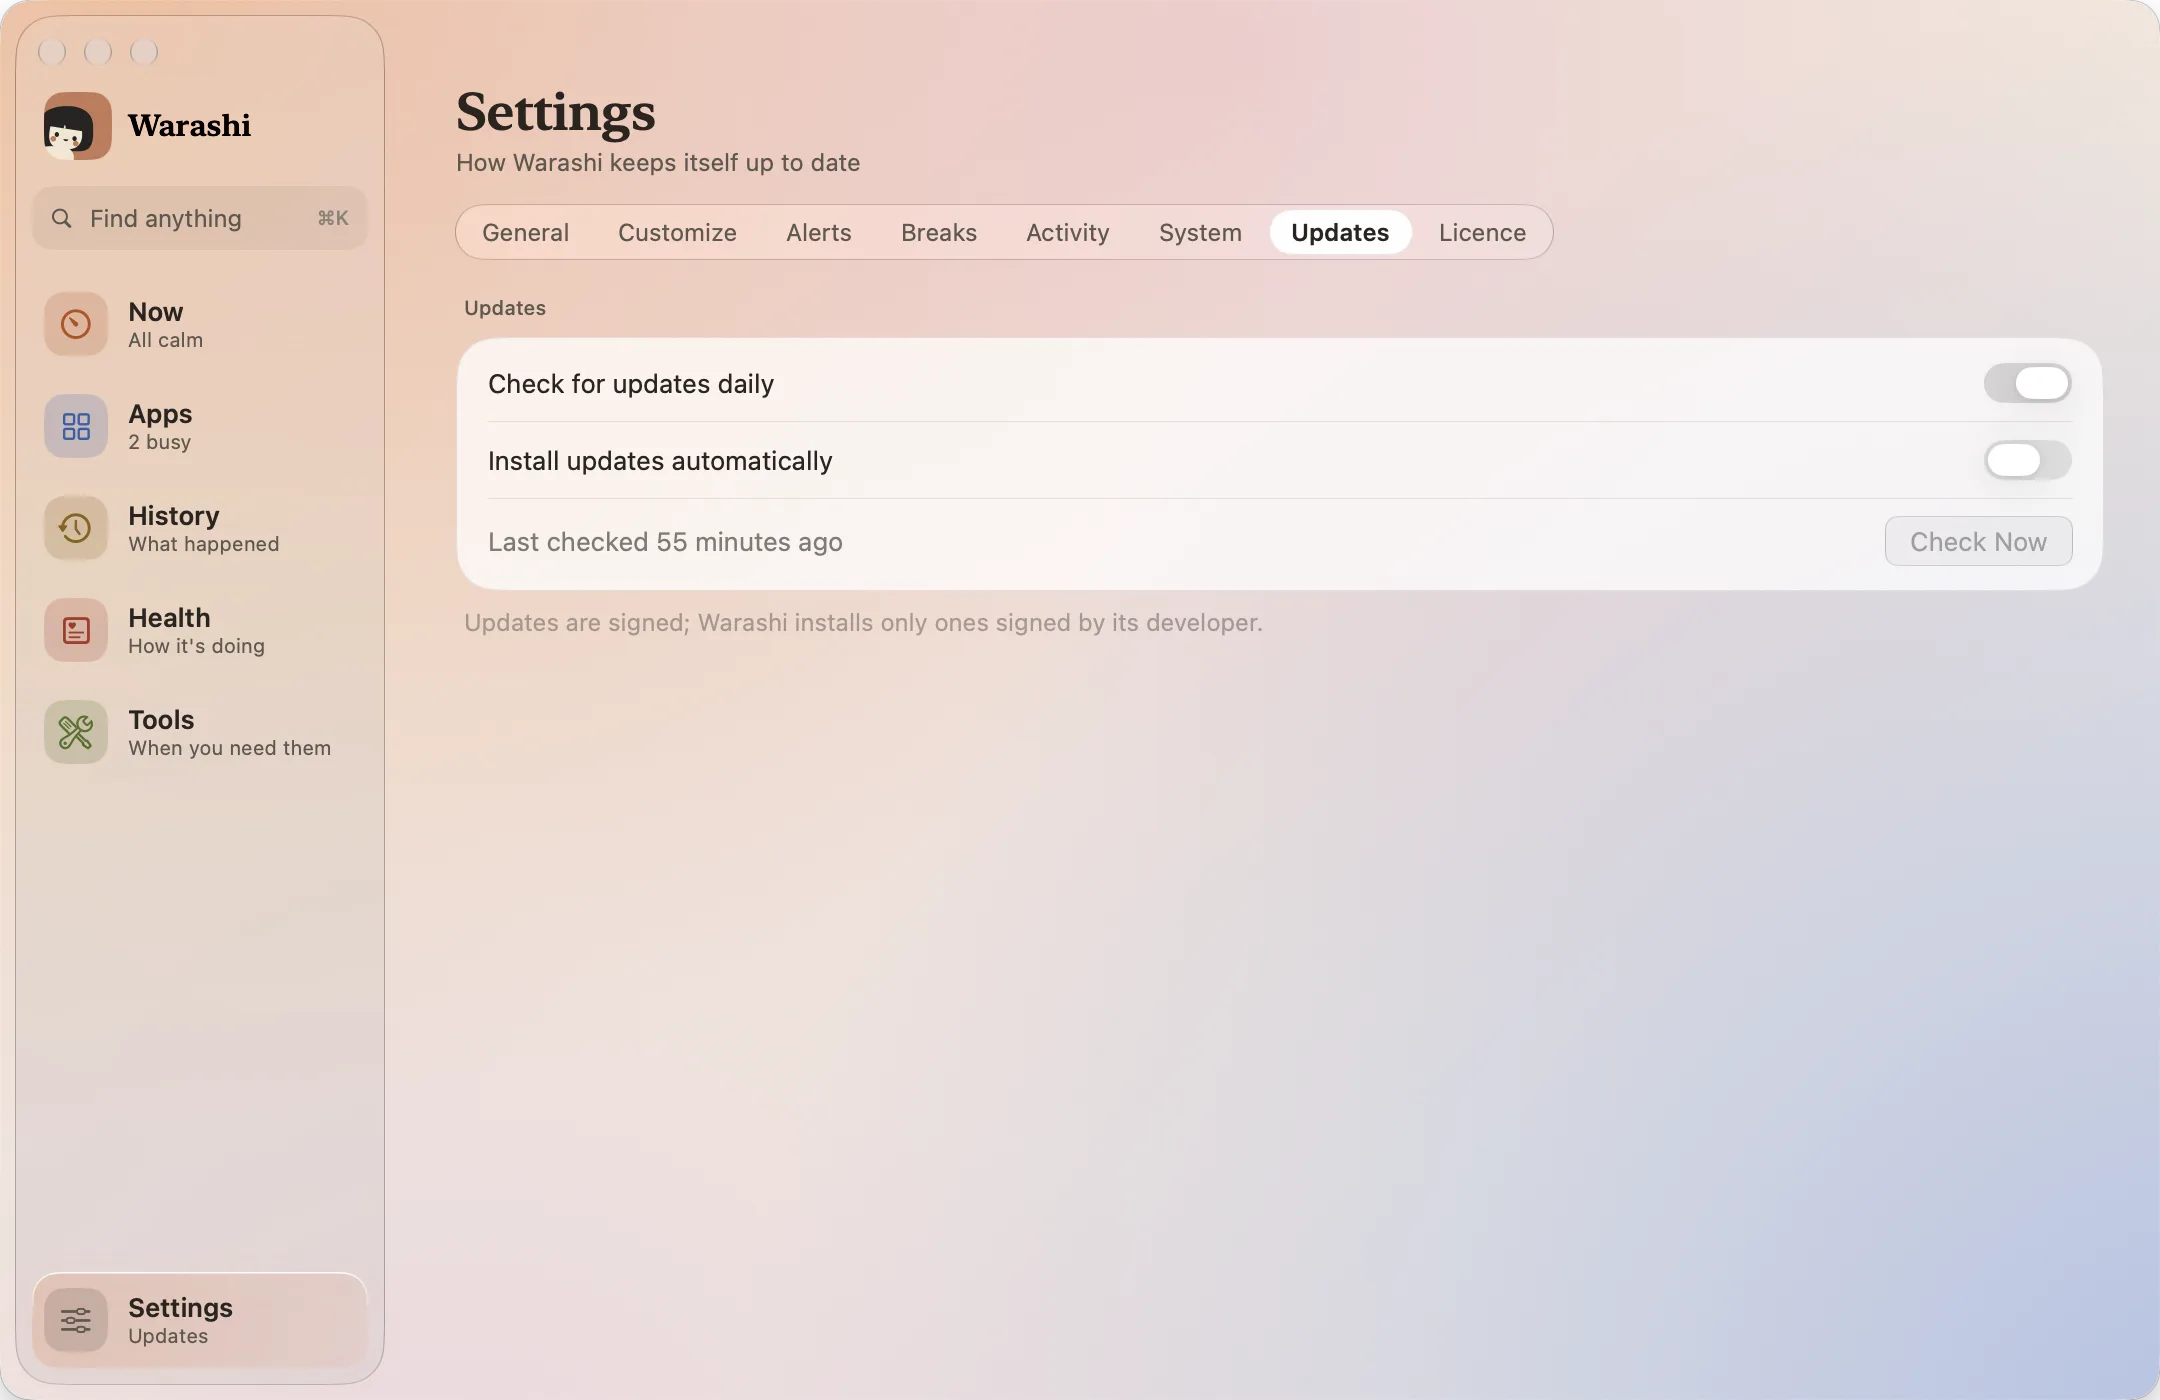 Warashi
Find anything ⌘K
Now
All calm
Apps
2 busy
History
What happened
Health
How it's doing
Tools
When you need them
Settings
Updates
Settings
How Warashi keeps itself up to date
General Customize Alerts Breaks Activity System Updates Licence
Updates
Check for updates daily
Install updates automatically
Last checked 55 minutes ago Check Now
Updates are signed; Warashi installs only ones signed by its developer.